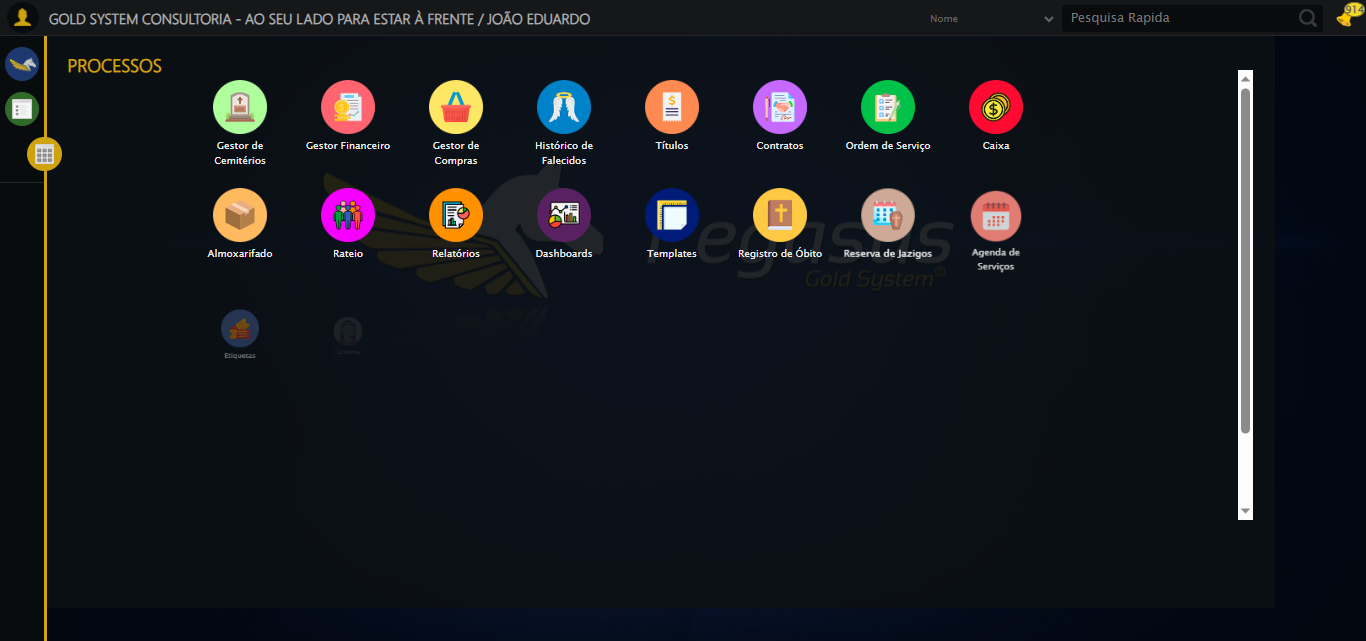 GOLD SYSTEM CONSULTORIA - AO SEU LADO PARA ESTAR À FRENTE / JOÃO EDUARDO
Nome
Pesquisa Rapida
914
PROCESSOS
Gestor de
Cemitérios
Gestor Financeiro
Gestor de
Compras
Histórico de
Falecidos
Títulos
Contratos
Ordem de Serviço
Caixa
Almoxarifado
Rateio
Relatórios
Dashboards
Templates
Registro de Óbito
Reserva de Jazigos
Agenda de
Serviços
Pegasus
Gold System®
Etiquetas